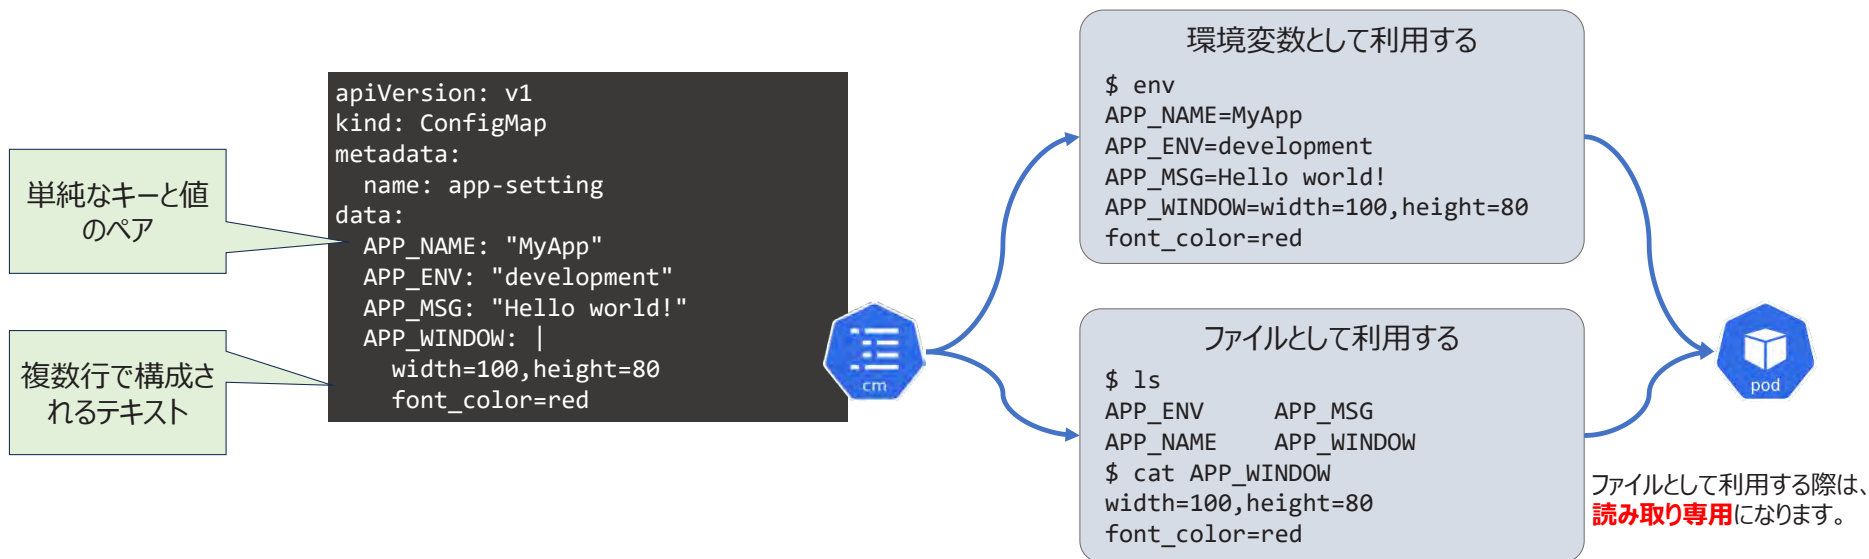 単純なキーと値
のペア
複数行で構成さ
れるテキスト
apiVersion: v1
kind: ConfigMap
metadata:
  name: app-setting
data:
  APP_NAME: "MyApp"
  APP_ENV: "development"
  APP_MSG: "Hello world!"
  APP_WINDOW: |
    width=100,height=80
    font_color=red
cm
環境変数として利用する
$ env
APP_NAME=MyApp
APP_ENV=development
APP_MSG=Hello world!
APP_WINDOW=width=100,height=80
font_color=red
ファイルとして利用する
$ ls
APP_ENV     APP_MSG
APP_NAME    APP_WINDOW
$ cat APP_WINDOW
width=100,height=80
font_color=red
pod
ファイルとして利用する際は、
読み取り専用になります。